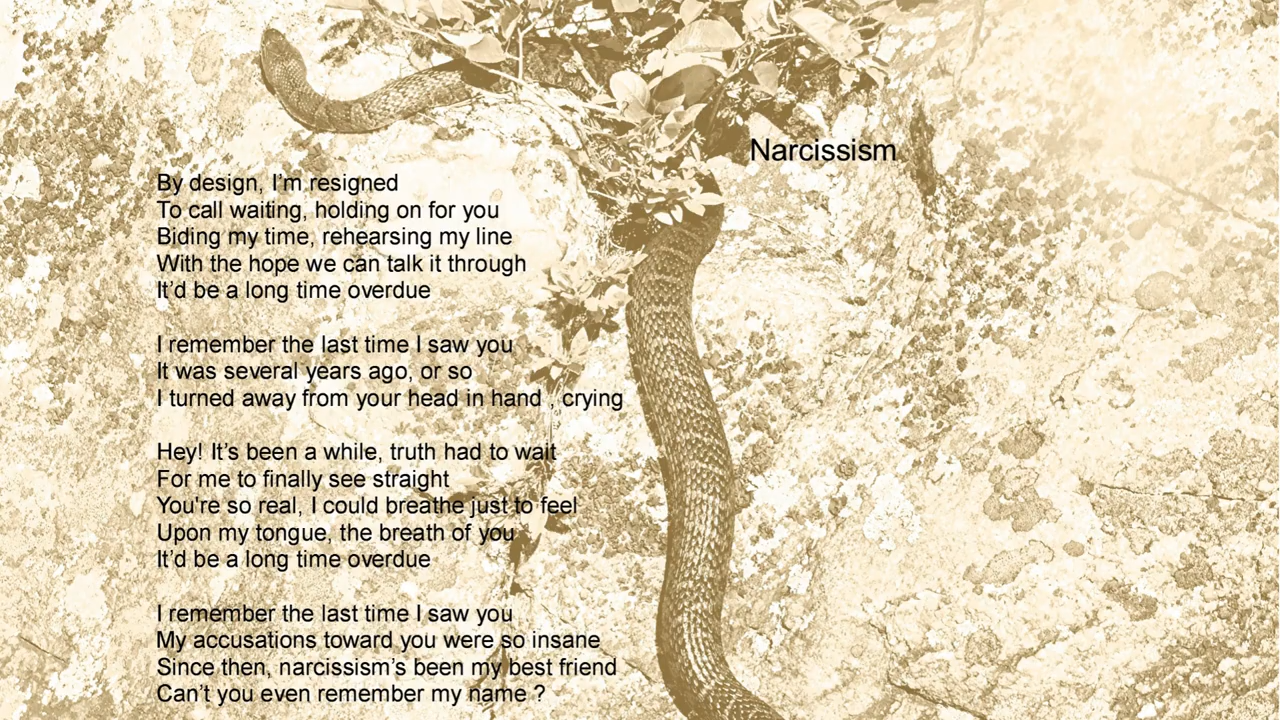 Narcissism
By design, I’m resigned
To call waiting, holding on for you
Biding my time, rehearsing my line
With the hope we can talk it through
It’d be a long time overdue
I remember the last time I saw you
It was several years ago, or so
I turned away from your head in hand , crying
Hey! It’s been a while, truth had to wait
For me to finally see straight
You're so real, I could breathe just to feel
Upon my tongue, the breath of you
It’d be a long time overdue
I remember the last time I saw you
My accusations toward you were so insane
Since then, narcissism’s been my best friend
Can’t you even remember my name ?